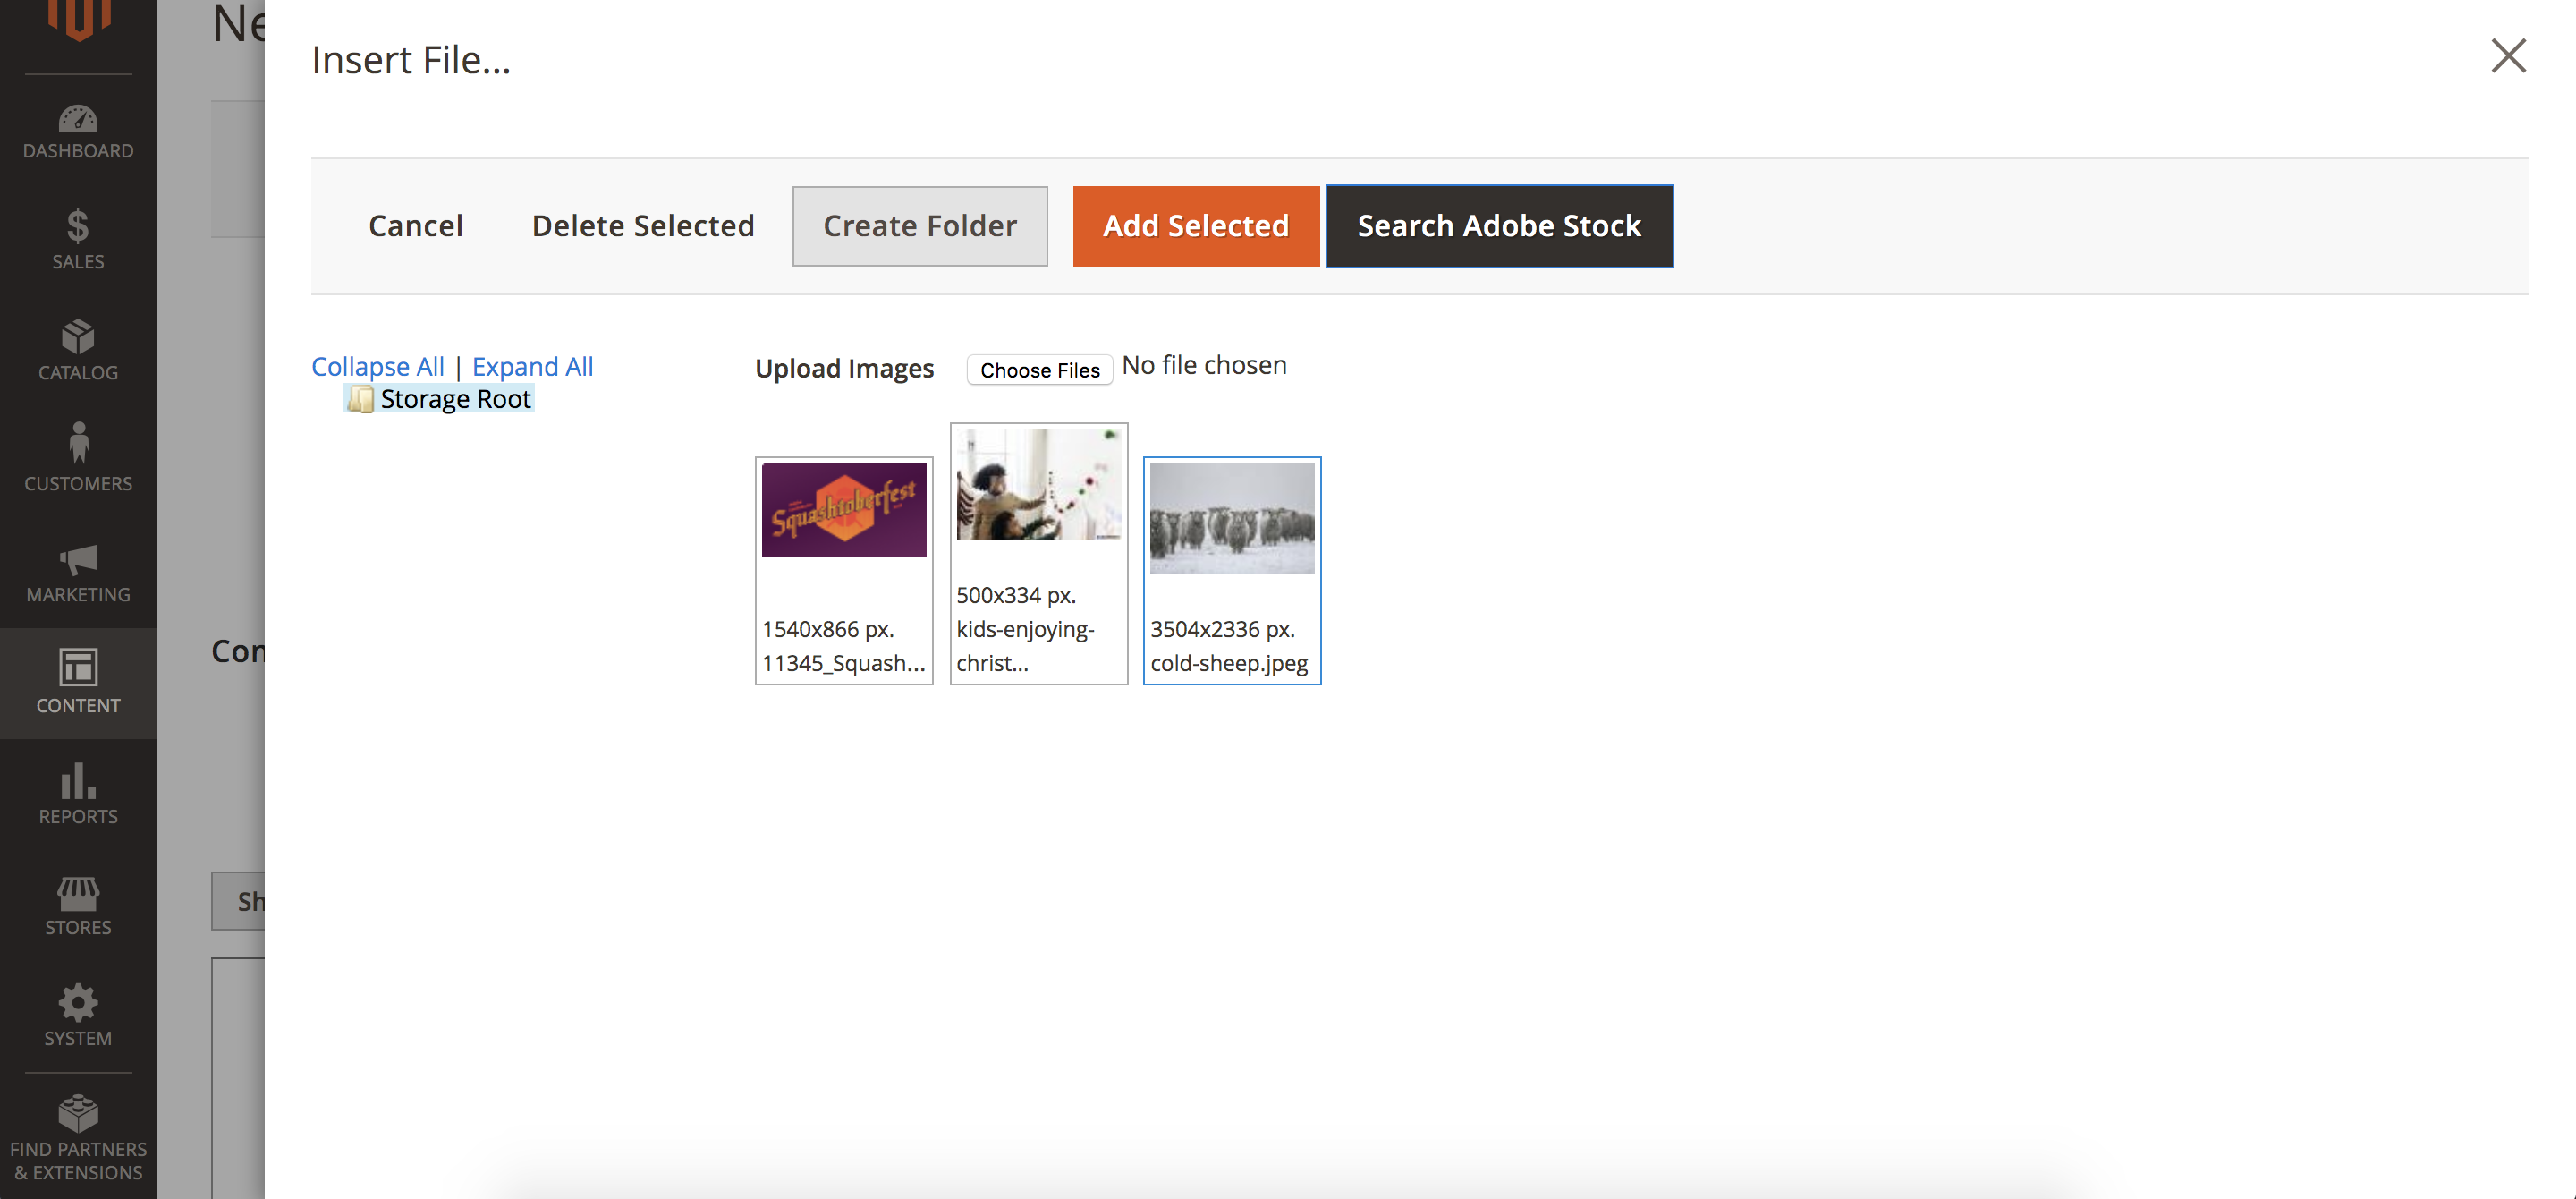 Ne
Insert File...
DASHBOARD
SALES
CATALOG
CUSTOMERS
MARKETING
CONTENT
REPORTS
STORES
SYSTEM
FIND PARTNERS
& EXTENSIONS
Con
Sh
Cancel
Delete Selected
Create Folder
Add Selected
Search Adobe Stock
Collapse All | Expand All
Storage Root
Upload Images
Choose Files
No file chosen
Squashtoberfest
1540x866 px.
11345_Squash...
500x334 px.
kids-enjoying-
christ...
3504x2336 px.
cold-sheep.jpeg